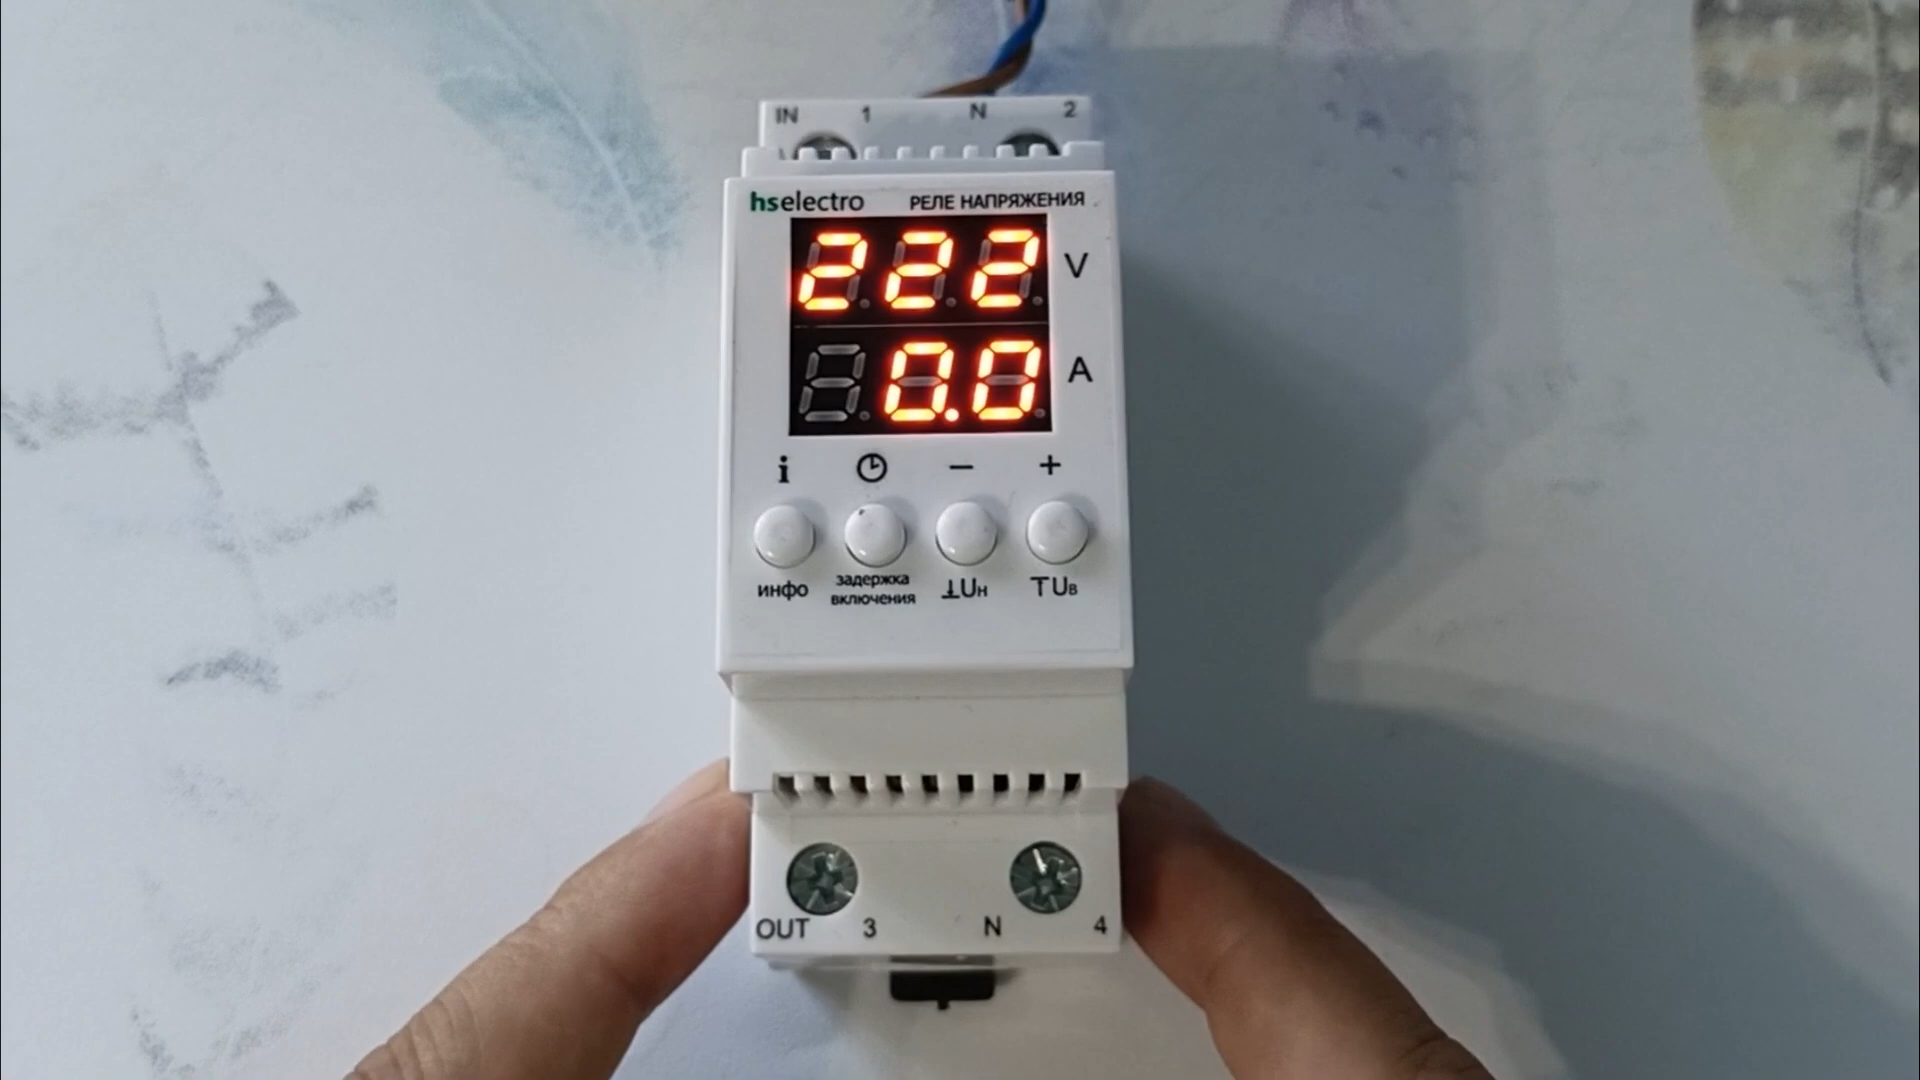 IN 1 N 2
hselectro РЕЛЕ НАПРЯЖЕНИЯ
222 V
0.0 A
i − +
инфо задержка включения ⊥Uн ⊤Uв
OUT 3 N 4